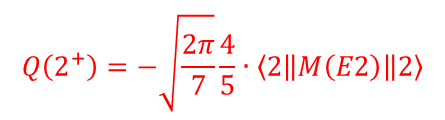 Q(2⁺) = −√(2π/7) 4/5 · ⟨2‖M(E2)‖2⟩